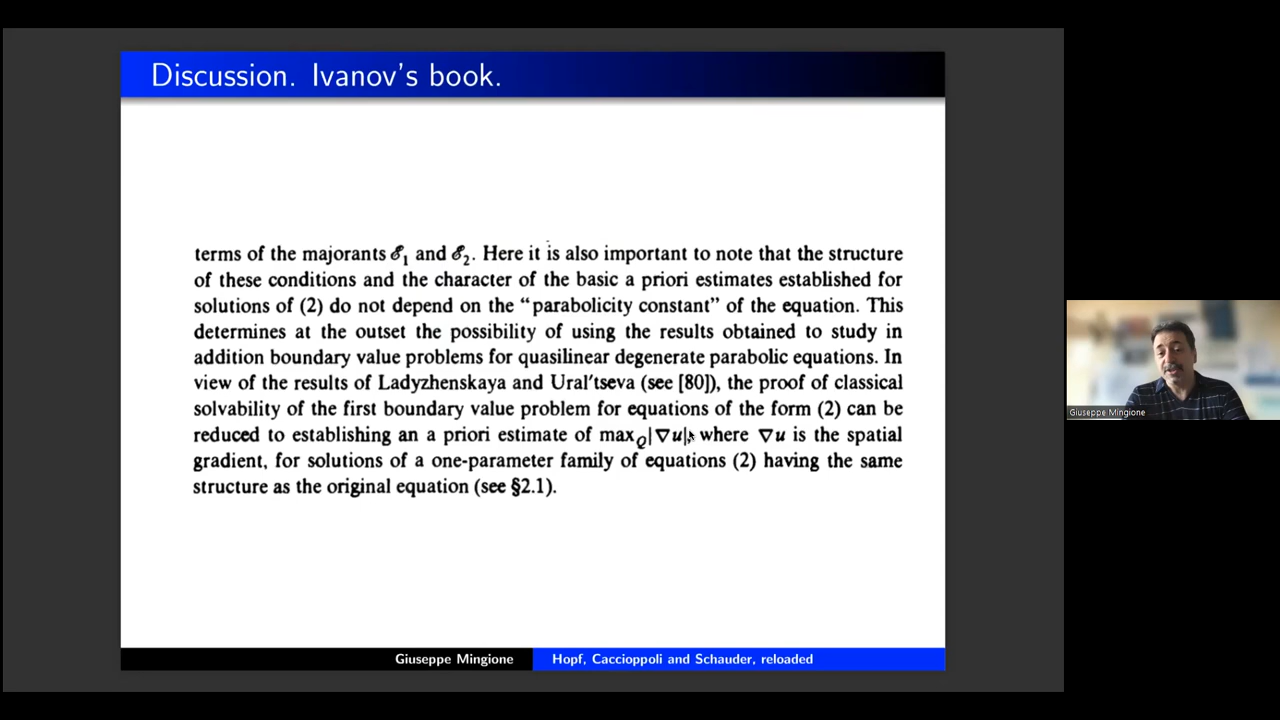 Discussion. Ivanov's book.
terms of the majorants ℰ₁ and ℰ₂. Here it is also important to note that the structure
of these conditions and the character of the basic a priori estimates established for
solutions of (2) do not depend on the “parabolicity constant” of the equation. This
determines at the outset the possibility of using the results obtained to study in
addition boundary value problems for quasilinear degenerate parabolic equations. In
view of the results of Ladyzhenskaya and Ural′tseva (see [80]), the proof of classical
solvability of the first boundary value problem for equations of the form (2) can be
reduced to establishing an a priori estimate of max_Q|∇u|, where ∇u is the spatial
gradient, for solutions of a one-parameter family of equations (2) having the same
structure as the original equation (see §2.1).
Giuseppe Mingione
Giuseppe Mingione
Hopf, Caccioppoli and Schauder, reloaded